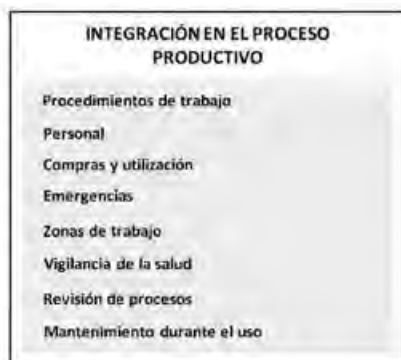 INTEGRACIÓN EN EL PROCESO
PRODUCTIVO
Procedimientos de trabajo
Personal
Compras y utilización
Emergencias
Zonas de trabajo
Vigilancia de la salud
Revisión de procesos
Mantenimiento durante el uso